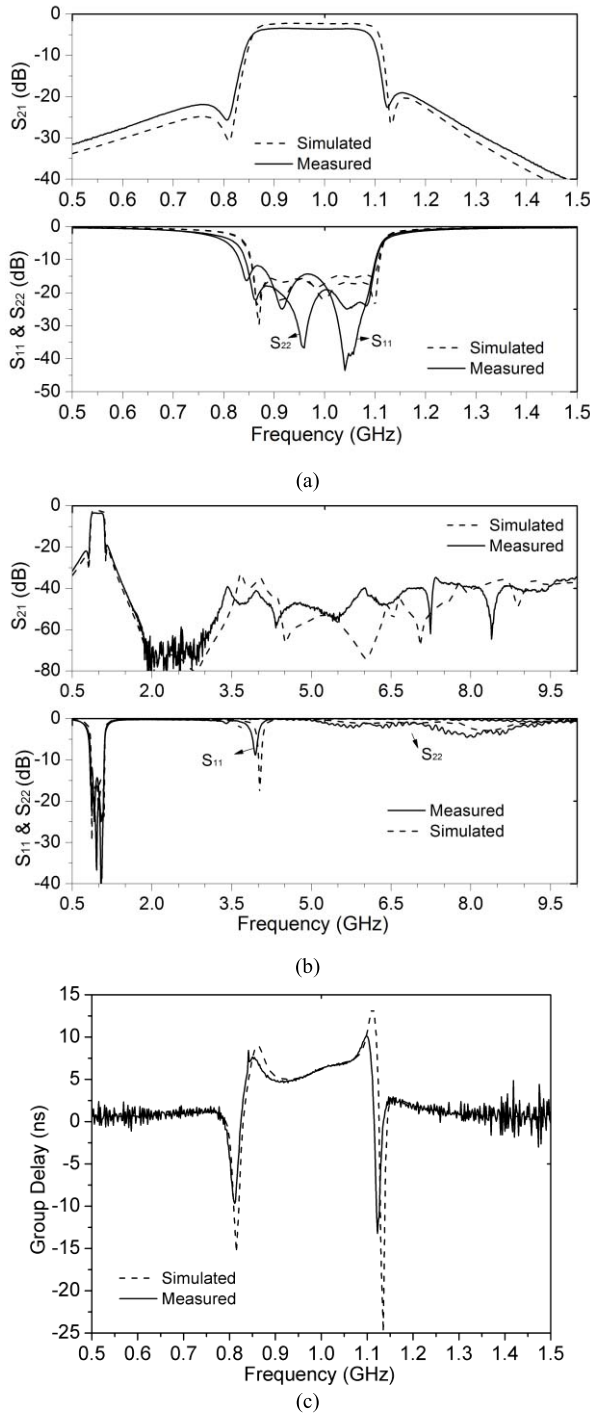 0
-10
-20
-30
-40
S21 (dB)
Simulated
Measured
0.5 0.6 0.7 0.8 0.9 1.0 1.1 1.2 1.3 1.4 1.5
0
-10
-20
-30
-40
-50
S11 & S22 (dB)
S22
S11
Simulated
Measured
0.5 0.6 0.7 0.8 0.9 1.0 1.1 1.2 1.3 1.4 1.5
Frequency (GHz)
(a)
0
-20
-40
-60
-80
S21 (dB)
Simulated
Measured
0.5 2.0 3.5 5.0 6.5 8.0 9.5
0
-10
-20
-30
-40
S11 & S22 (dB)
S11
S22
Measured
Simulated
0.5 2.0 3.5 5.0 6.5 8.0 9.5
Frequency (GHz)
(b)
15
10
5
0
-5
-10
-15
-20
-25
Group Delay (ns)
Simulated
Measured
0.5 0.6 0.7 0.8 0.9 1.0 1.1 1.2 1.3 1.4 1.5
Frequency (GHz)
(c)